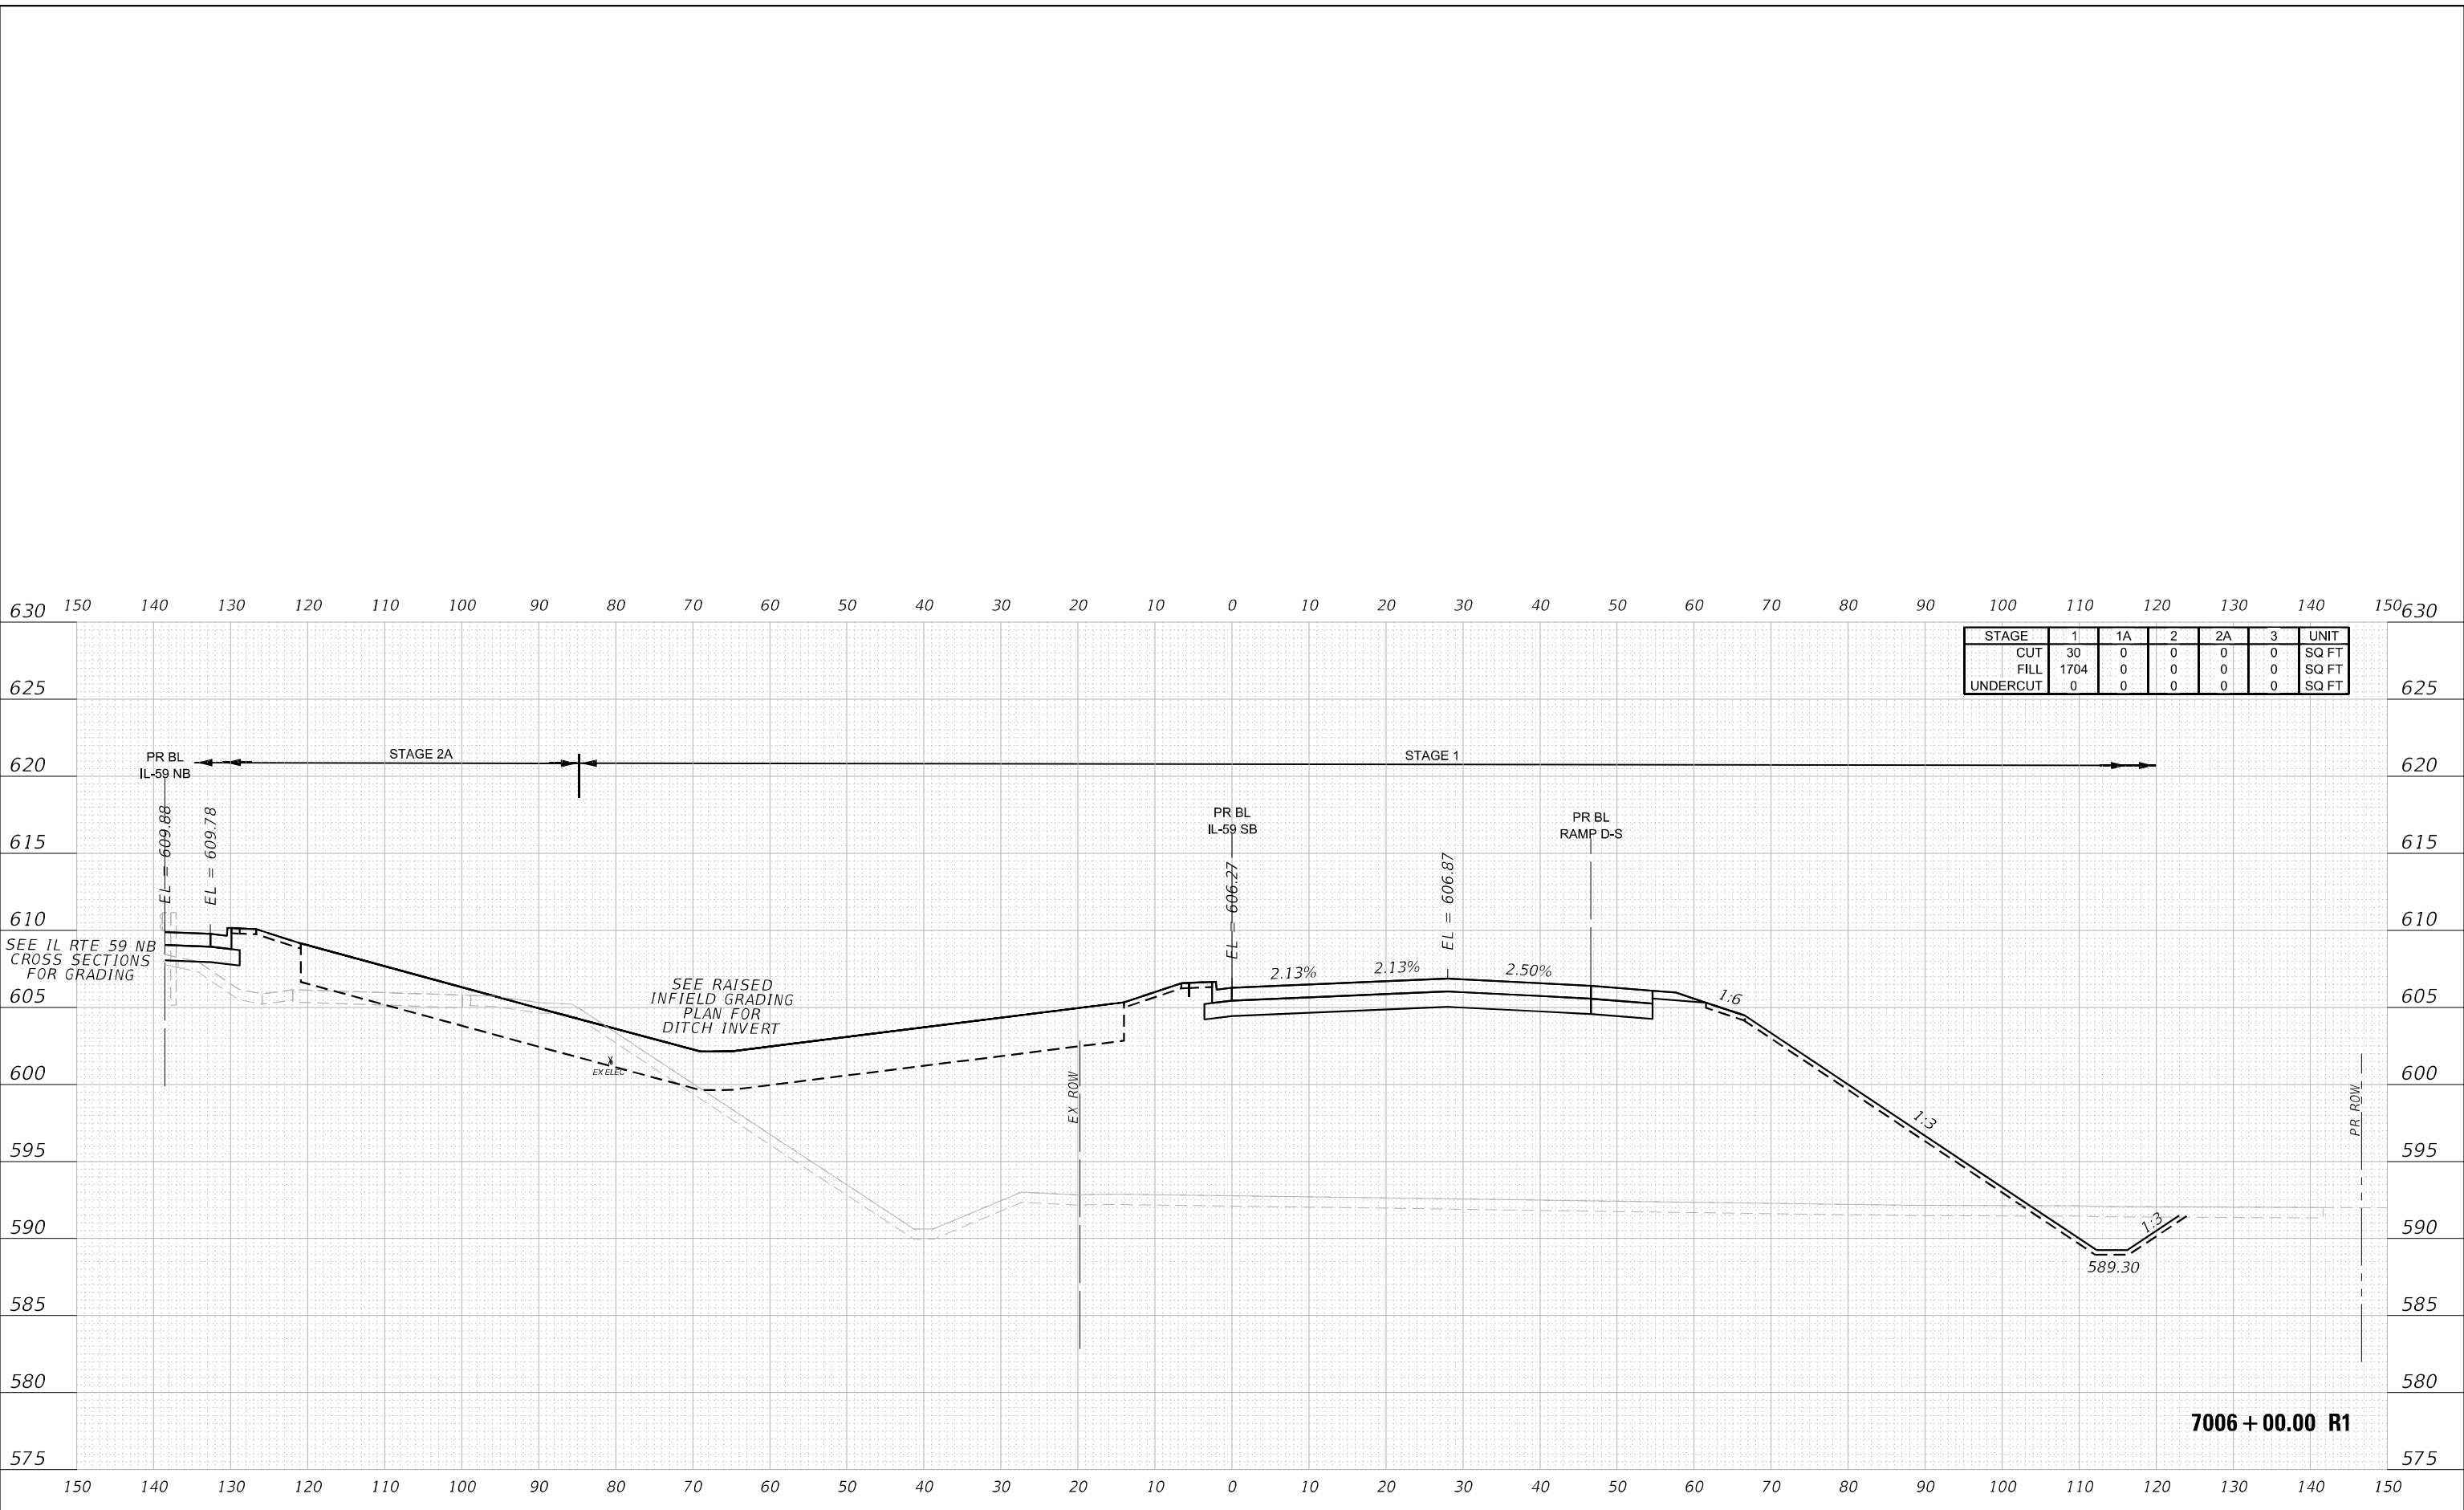 630 150 140 130 120 110 100 90 80 70 60 50 40 30 20 10 0 10 20 30 40 50 60 70 80 90 100 110 120 130 140 150 630
STAGE 1 1A 2 2A 3 UNIT
CUT 30 0 0 0 0 SQ FT
FILL 1704 0 0 0 0 SQ FT
UNDERCUT 0 0 0 0 0 SQ FT
625 625
STAGE 2A
STAGE 1
PR BL
IL-59 NB
620 620
EL = 609.88
EL = 609.78
PR BL
IL-59 SB
PR BL
RAMP D-S
615 615
EL = 606.27
EL = 606.87
610 610
SEE IL RTE 59 NB
CROSS SECTIONS
FOR GRADING
SEE RAISED
INFIELD GRADING
PLAN FOR
DITCH INVERT
2.13% 2.13% 2.50%
1:6
605 605
EX ELEC
600 600
EX ROW
PR ROW
1:3
595 595
590 590
1:3
589.30
585 585
580 580
7006+00.00 R1
575 575
150 140 130 120 110 100 90 80 70 60 50 40 30 20 10 0 10 20 30 40 50 60 70 80 90 100 110 120 130 140 150